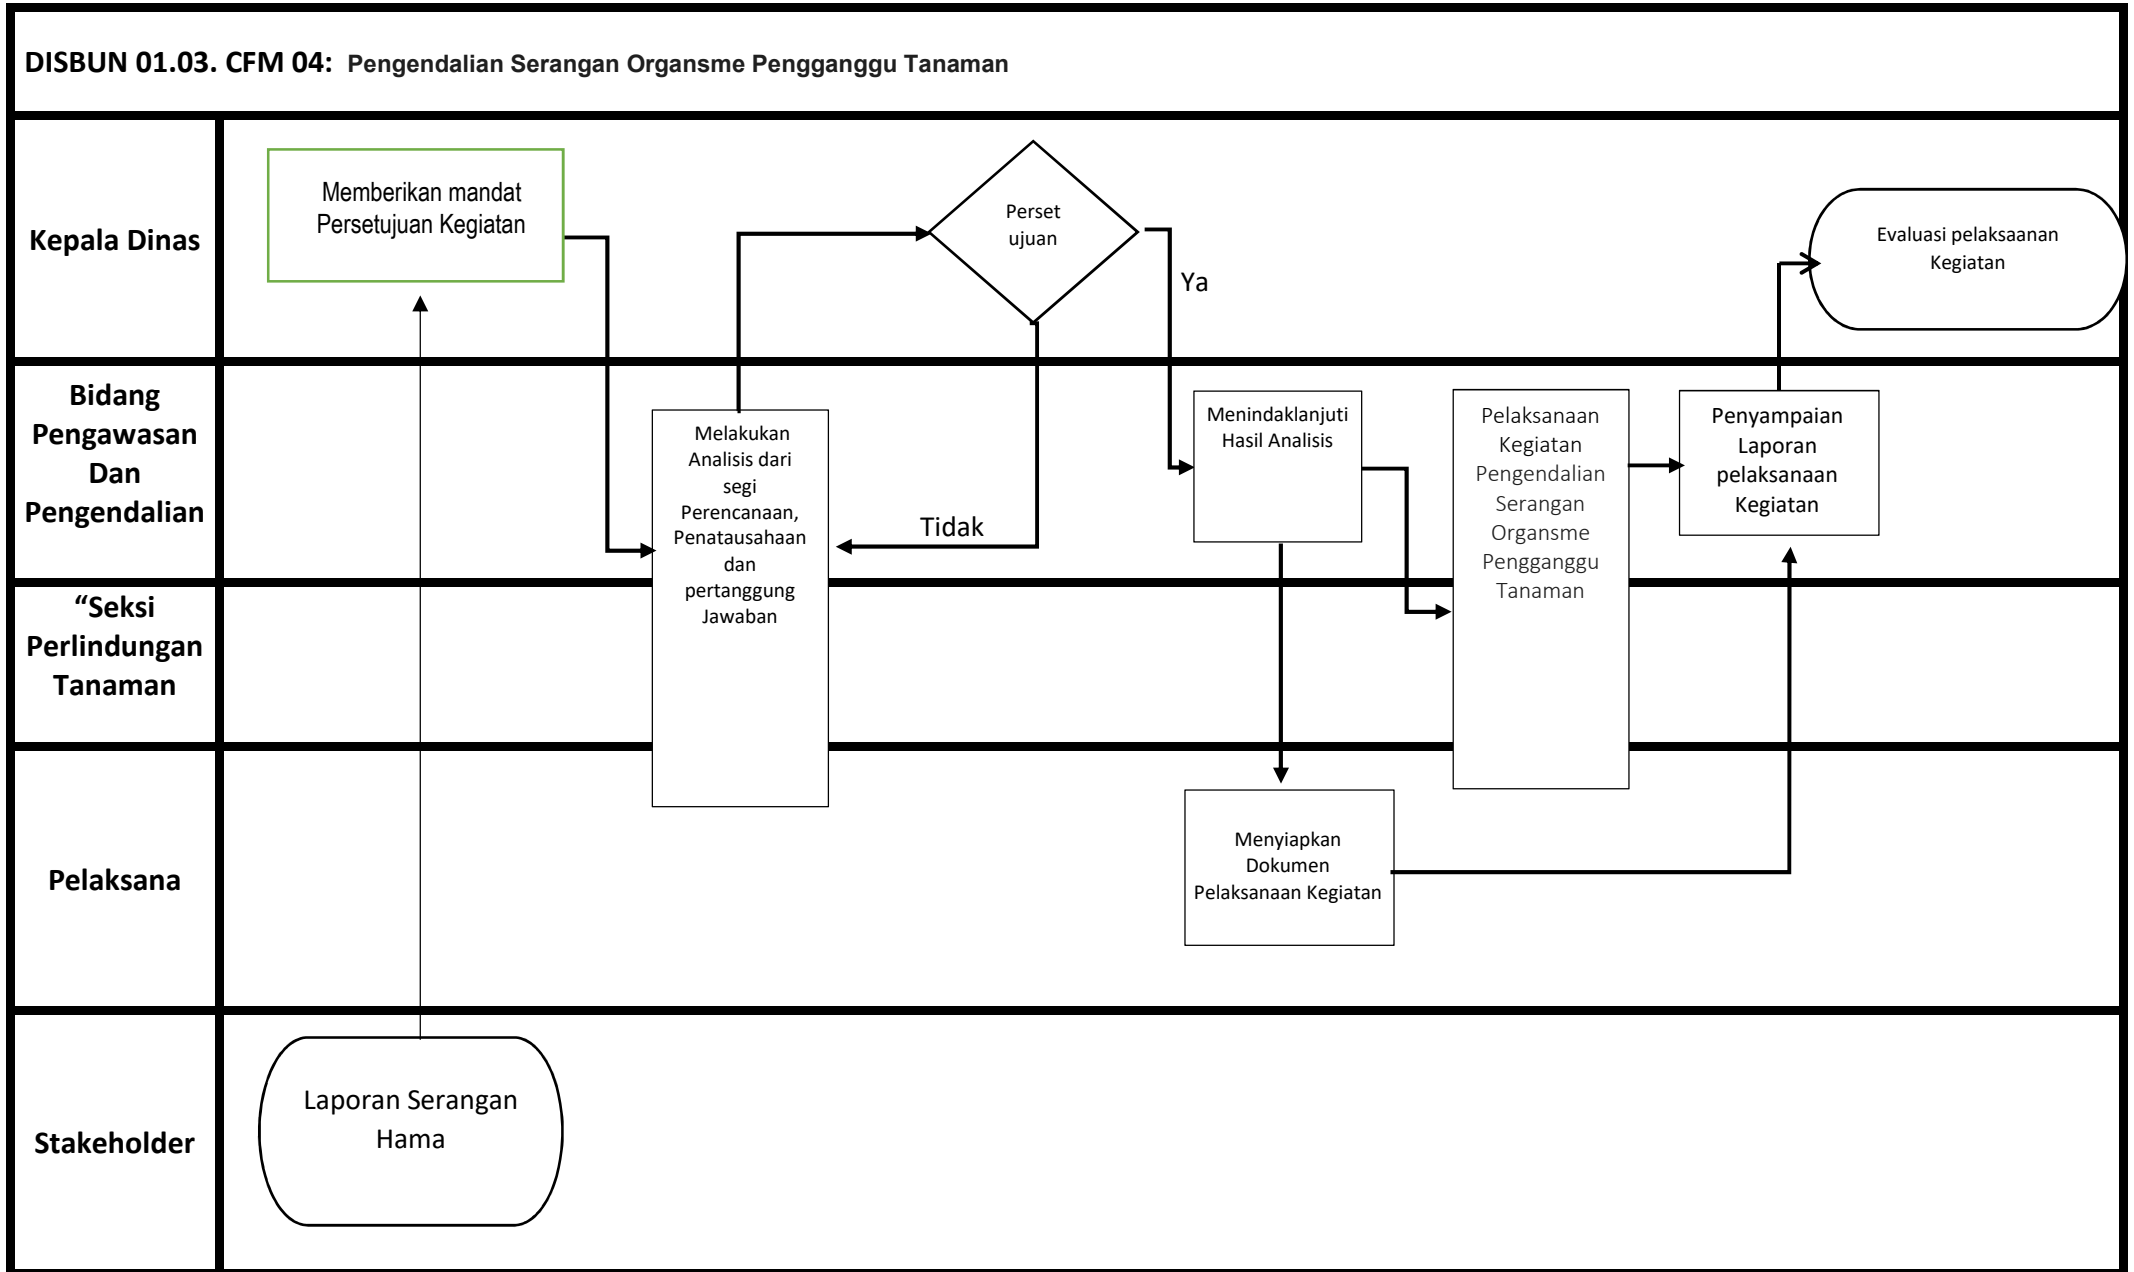 DISBUN 01.03. CFM 04: Pengendalian Serangan Organsme Pengganggu Tanaman
Kepala Dinas
Memberikan mandat
Persetujuan Kegiatan
Perset
ujuan
Ya
Evaluasi pelaksaanan
Kegiatan
Bidang
Pengawasan
Dan
Pengendalian
Melakukan
Analisis dari
segi
Perencanaan,
Penatausahaan
dan
pertanggung
Jawaban
Tidak
Menindaklanjuti
Hasil Analisis
Pelaksanaan
Kegiatan
Pengendalian
Serangan
Organsme
Pengganggu
Tanaman
Penyampaian
Laporan
pelaksanaan
Kegiatan
“Seksi
Perlindungan
Tanaman
Pelaksana
Menyiapkan
Dokumen
Pelaksanaan Kegiatan
Stakeholder
Laporan Serangan
Hama